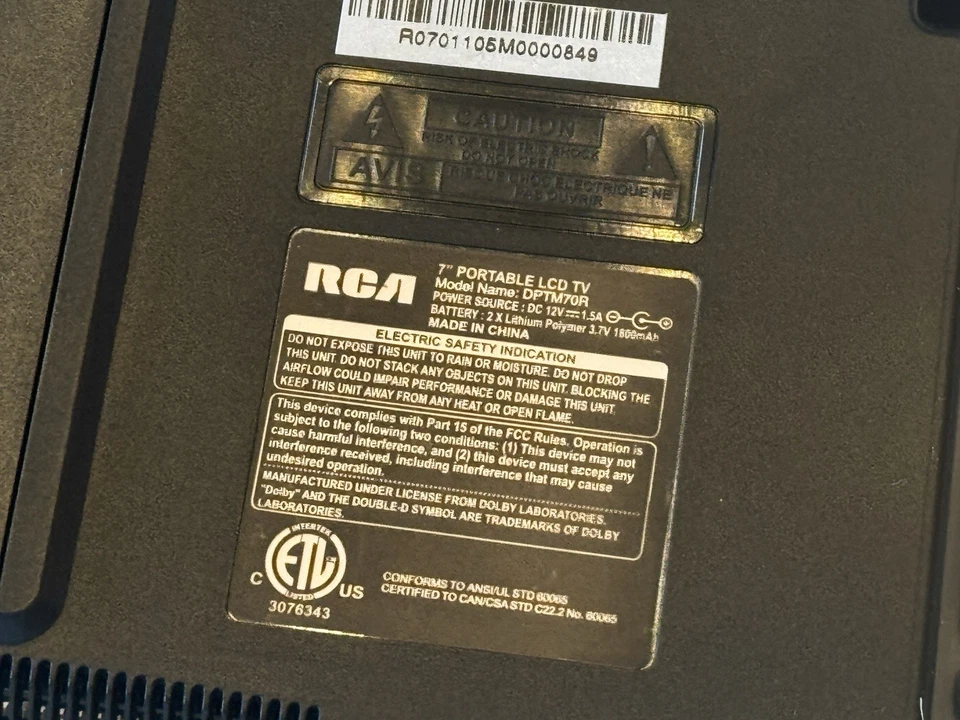 R0701105M0000849
CAUTION
RISK OF ELECTRIC SHOCK
DO NOT OPEN
AVIS
RISQUE CHOC ELECTRIQUE NE
PAS OUVRIR
RCA
7" PORTABLE LCD TV
Model Name: DPTM70R
POWER SOURCE : DC 12V 1.5A
BATTERY : 2 X Lithium Polymer 3.7V 1800mAh
MADE IN CHINA
ELECTRIC SAFETY INDICATION
DO NOT EXPOSE THIS UNIT TO RAIN OR MOISTURE. DO NOT DROP
THIS UNIT. DO NOT STACK ANY OBJECTS ON THIS UNIT. BLOCKING THE
AIRFLOW COULD IMPAIR PERFORMANCE OR DAMAGE THIS UNIT.
KEEP THIS UNIT AWAY FROM ANY HEAT OR OPEN FLAME.
This device complies with Part 15 of the FCC Rules. Operation is
subject to the following two conditions: (1) This device may not
cause harmful interference, and (2) this device must accept any
interference received, including interference that may cause
undesired operation.
MANUFACTURED UNDER LICENSE FROM DOLBY LABORATORIES.
"Dolby" AND THE DOUBLE-D SYMBOL ARE TRADEMARKS OF DOLBY
LABORATORIES.
INTERTEK
ETL
LISTED
C US
3076343
CONFORMS TO ANSI/UL STD 60065
CERTIFIED TO CAN/CSA STD C22.2 No. 60065